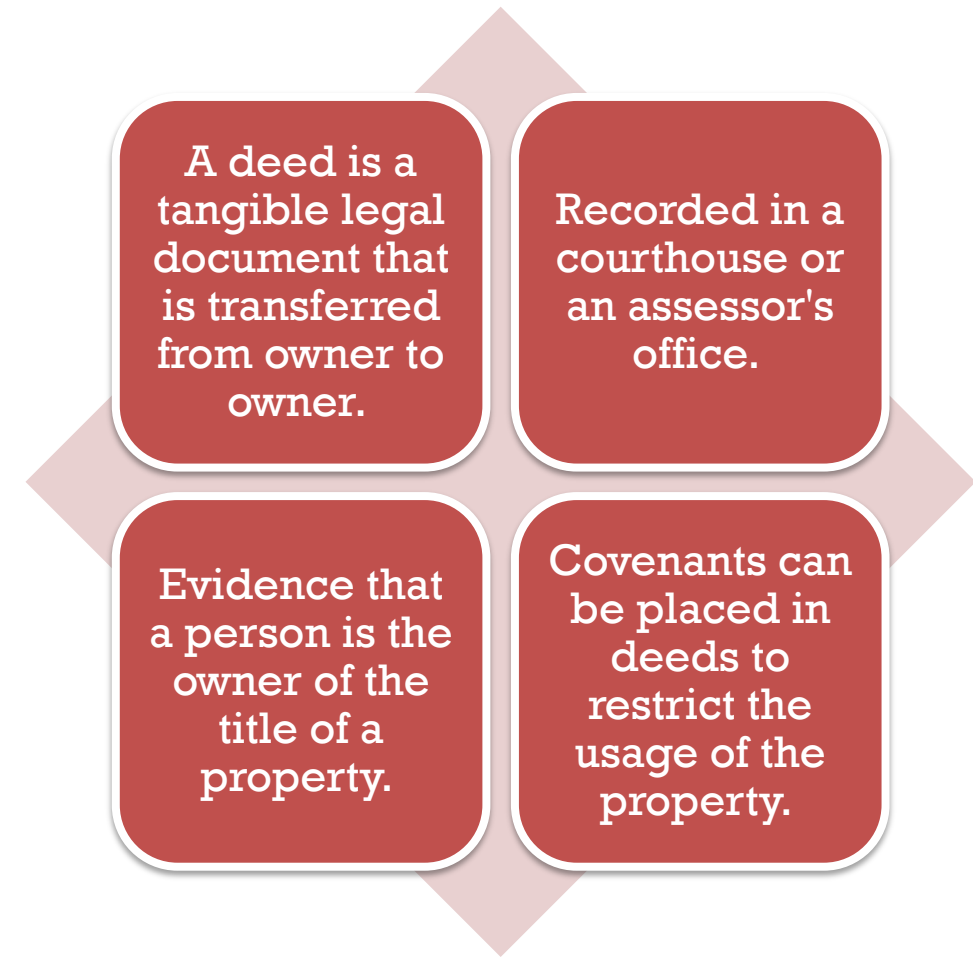 A deed is a
tangible legal
document that
is transferred
from owner to
owner.
Recorded in a
courthouse or
an assessor's
office.
Evidence that
a person is the
owner of the
title of a
property.
Covenants can
be placed in
deeds to
restrict the
usage of the
property.